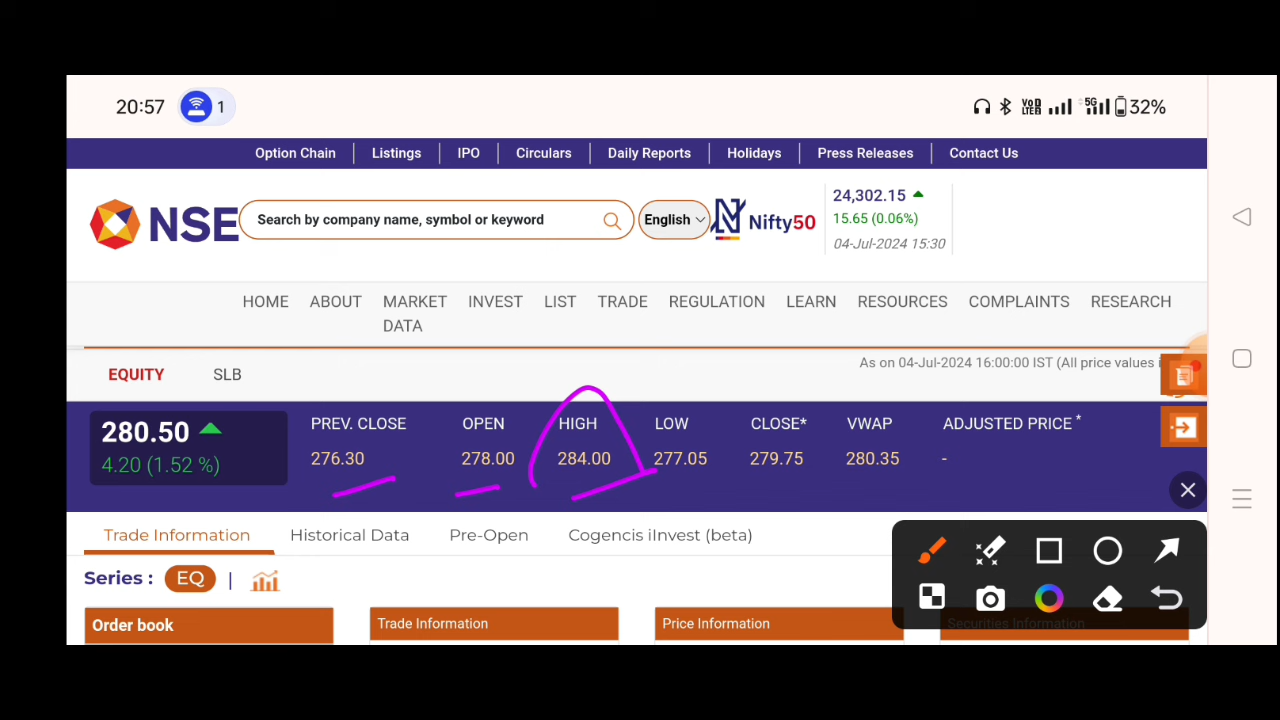 20:57 1 VoD LTE2 5G 32%
Option Chain | Listings | IPO | Circulars | Daily Reports | Holidays | Press Releases | Contact Us
NSE Search by company name, symbol or keyword English Nifty50
24,302.15
15.65 (0.06%)
04-Jul-2024 15:30
HOME ABOUT MARKET DATA INVEST LIST TRADE REGULATION LEARN RESOURCES COMPLAINTS RESEARCH
EQUITY SLB
As on 04-Jul-2024 16:00:00 IST (All price values i
280.50
4.20 (1.52 %)
PREV. CLOSE OPEN HIGH LOW CLOSE* VWAP ADJUSTED PRICE *
276.30 278.00 284.00 277.05 279.75 280.35 -
Trade Information Historical Data Pre-Open Cogencis iInvest (beta)
Series : EQ |
Order book Trade Information Price Information Securities Information